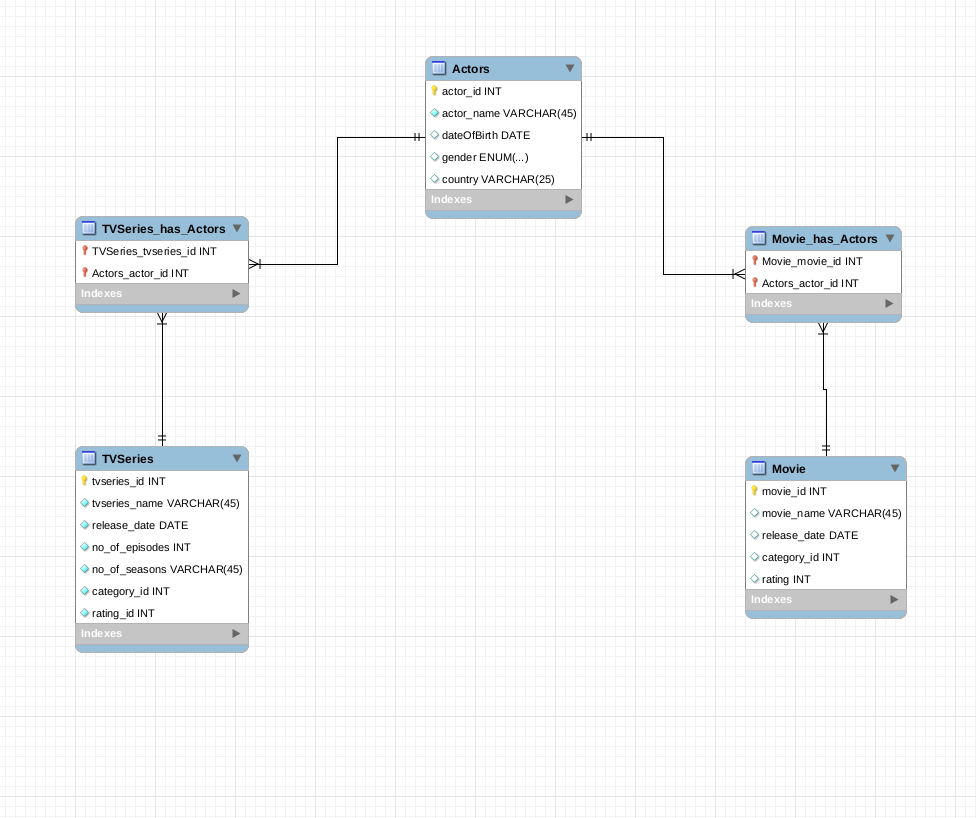 Actors
actor_id INT
actor_name VARCHAR(45)
dateOfBirth DATE
gender ENUM(...)
country VARCHAR(25)
Indexes
TVSeries_has_Actors
TVSeries_tvseries_id INT
Actors_actor_id INT
Indexes
Movie_has_Actors
Movie_movie_id INT
Actors_actor_id INT
Indexes
TVSeries
tvseries_id INT
tvseries_name VARCHAR(45)
release_date DATE
no_of_episodes INT
no_of_seasons VARCHAR(45)
category_id INT
rating_id INT
Indexes
Movie
movie_id INT
movie_name VARCHAR(45)
release_date DATE
category_id INT
rating INT
Indexes